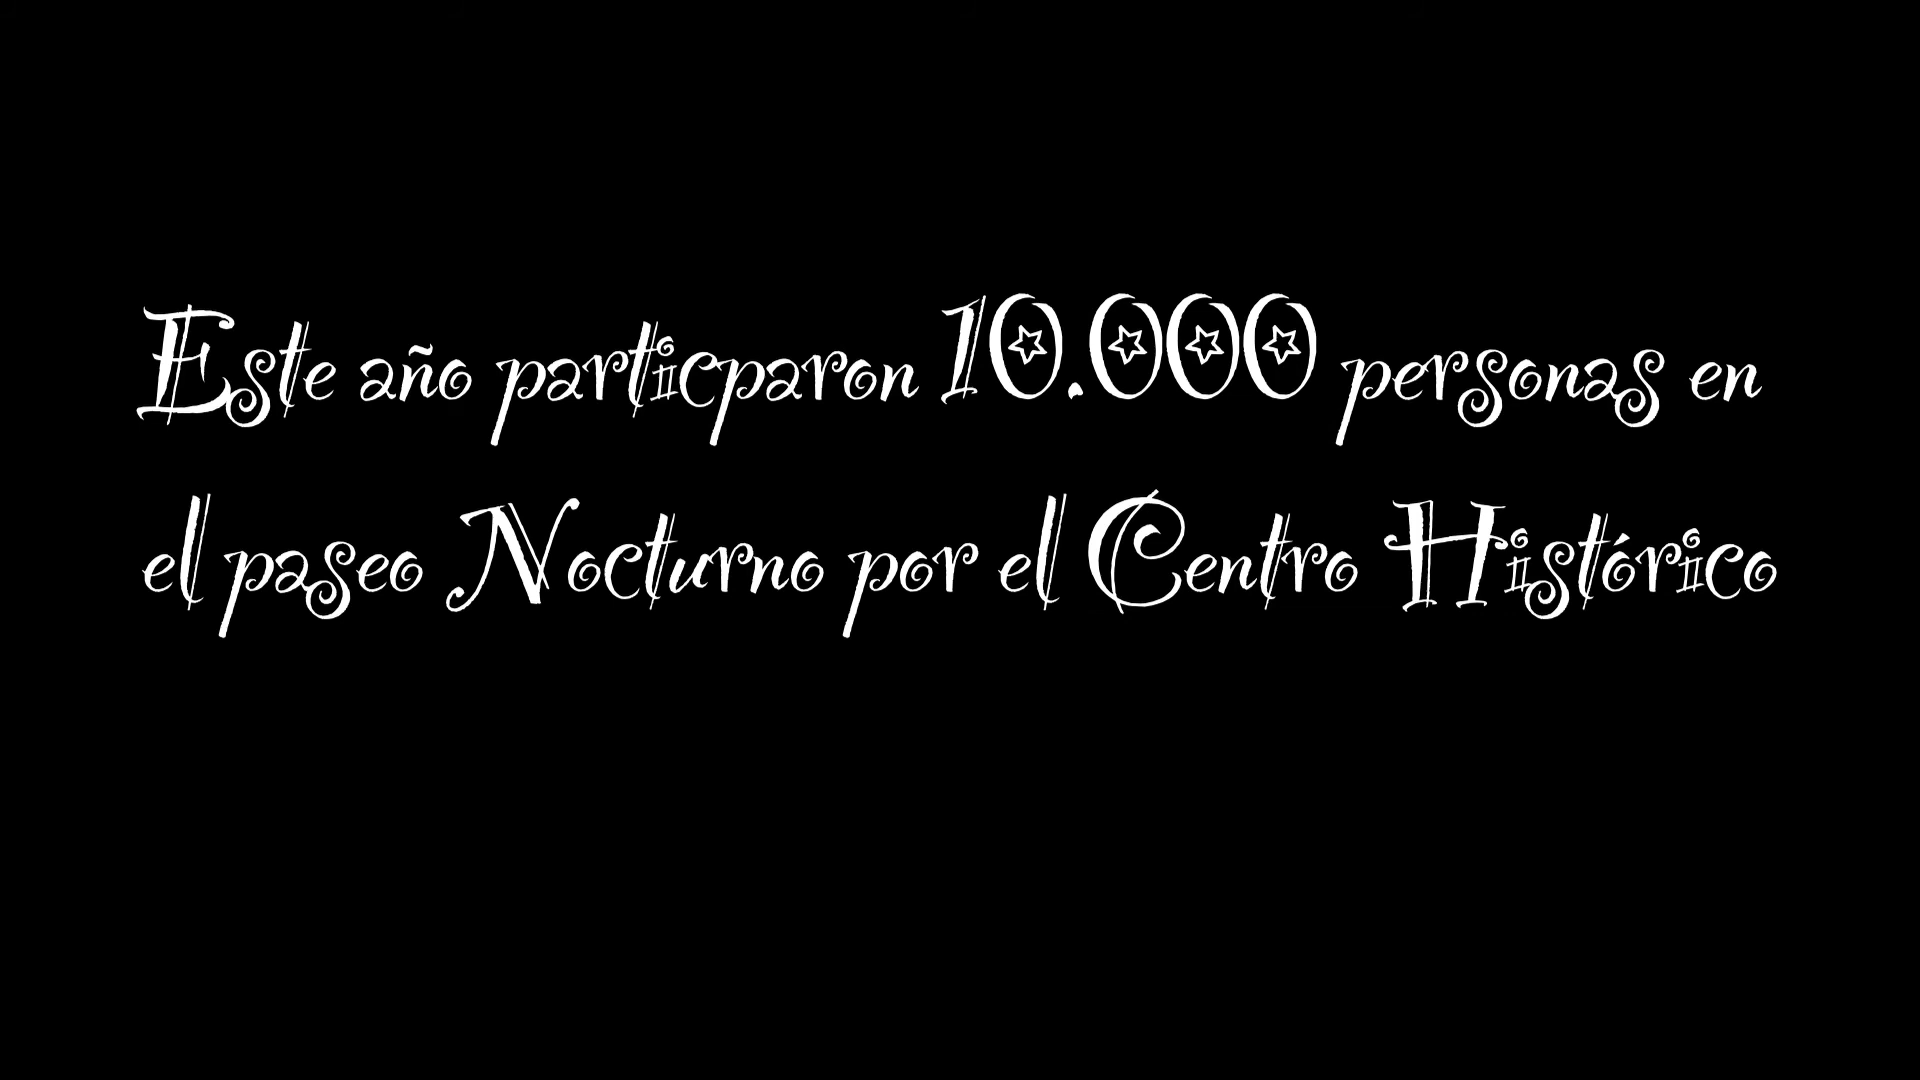 Este año particparon 10.000 personas en
el paseo Nocturno por el Centro Histórico